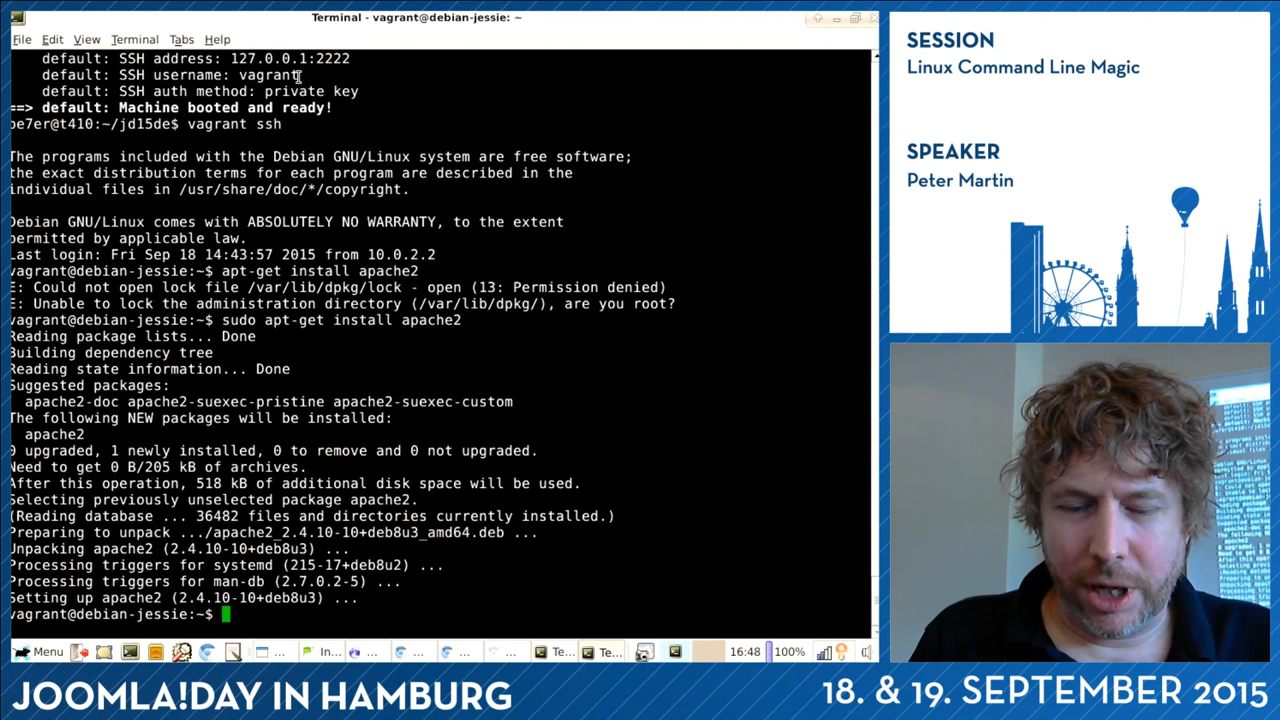 Terminal - vagrant@debian-jessie: ~
File Edit View Terminal Tabs Help
default: SSH address: 127.0.0.1:2222
default: SSH username: vagrant
default: SSH auth method: private key
==> default: Machine booted and ready!
pe7er@t410:~/jd15de$ vagrant ssh
The programs included with the Debian GNU/Linux system are free software;
the exact distribution terms for each program are described in the
individual files in /usr/share/doc/*/copyright.
Debian GNU/Linux comes with ABSOLUTELY NO WARRANTY, to the extent
permitted by applicable law.
Last login: Fri Sep 18 14:43:57 2015 from 10.0.2.2
vagrant@debian-jessie:~$ apt-get install apache2
E: Could not open lock file /var/lib/dpkg/lock - open (13: Permission denied)
E: Unable to lock the administration directory (/var/lib/dpkg/), are you root?
vagrant@debian-jessie:~$ sudo apt-get install apache2
Reading package lists... Done
Building dependency tree
Reading state information... Done
Suggested packages:
apache2-doc apache2-suexec-pristine apache2-suexec-custom
The following NEW packages will be installed:
apache2
0 upgraded, 1 newly installed, 0 to remove and 0 not upgraded.
Need to get 0 B/205 kB of archives.
After this operation, 518 kB of additional disk space will be used.
Selecting previously unselected package apache2.
(Reading database ... 36482 files and directories currently installed.)
Preparing to unpack .../apache2_2.4.10-10+deb8u3_amd64.deb ...
Unpacking apache2 (2.4.10-10+deb8u3) ...
Processing triggers for systemd (215-17+deb8u2) ...
Processing triggers for man-db (2.7.0.2-5) ...
Setting up apache2 (2.4.10-10+deb8u3) ...
vagrant@debian-jessie:~$
Menu ... In... ... ... ... ... Te... Te... 16:48 100%
SESSION
Linux Command Line Magic
SPEAKER
Peter Martin
JOOMLA!DAY IN HAMBURG
18. & 19. SEPTEMBER 2015